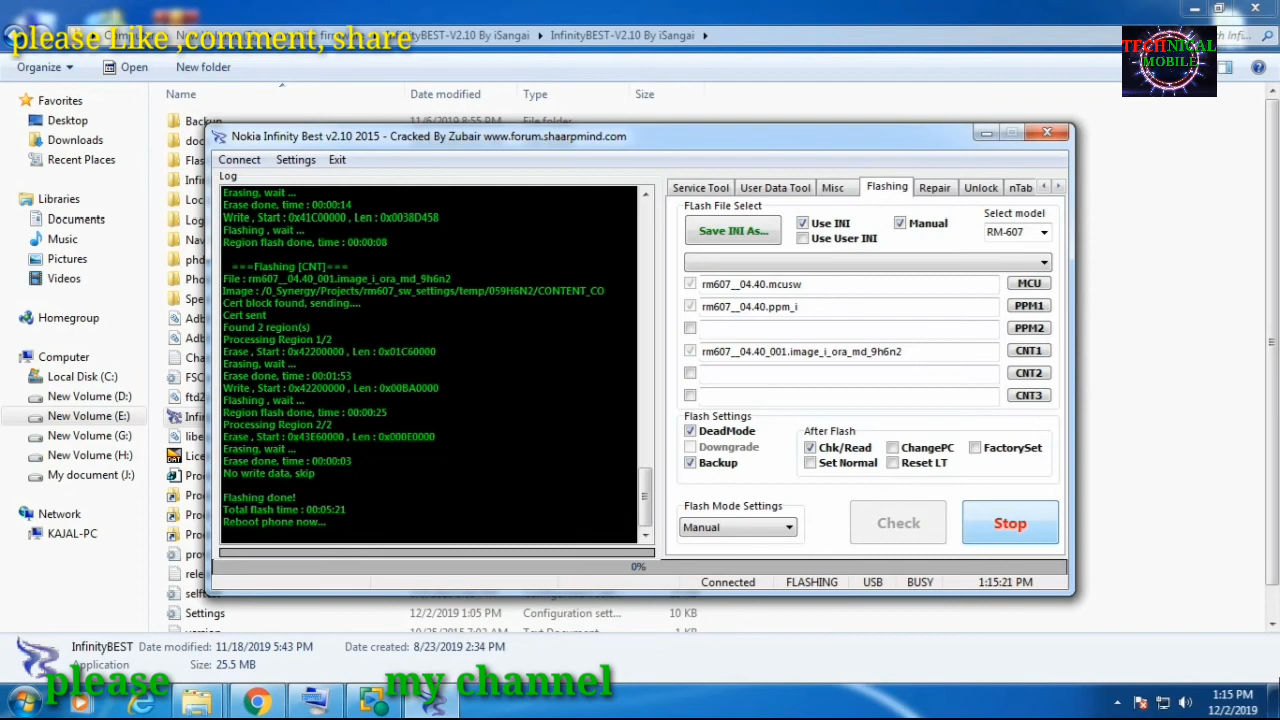 please Like ,comment, share
InfinityBEST-V2.10 By iSangai
InfinityBEST-V2.10 By iSangai
TECHNICAL
MOBILE
Organize
Open
New folder
Name
Date modified
Type
Size
Favorites
Desktop
Downloads
Recent Places
Libraries
Documents
Music
Pictures
Videos
Homegroup
Computer
Local Disk (C:)
New Volume (D:)
New Volume (E:)
New Volume (G:)
New Volume (H:)
My document (J:)
Network
KAJAL-PC
Nokia Infinity Best v2.10 2015 - Cracked By Zubair www.forum.shaarpmind.com
Connect
Settings
Exit
Log
Erasing, wait ...
Erase done, time : 00:00:14
Write , Start : 0x41C00000 , Len : 0x0038D458
Flashing , wait ...
Region flash done, time : 00:00:08
===Flashing [CNT]===
File : rm607__04.40_001.image_i_ora_md_9h6n2
Image : /0_Synergy/Projects/rm607_sw_settings/temp/059H6N2/CONTENT_CO
Cert block found, sending....
Cert sent
Found 2 region(s)
Processing Region 1/2
Erase , Start : 0x42200000 , Len : 0x01C60000
Erasing, wait ...
Erase done, time : 00:01:53
Write , Start : 0x42200000 , Len : 0x00BA0000
Flashing , wait ...
Region flash done, time : 00:00:25
Processing Region 2/2
Erase , Start : 0x43E60000 , Len : 0x000E0000
Erasing, wait ...
Erase done, time : 00:00:03
No write data, skip
Flashing done!
Total flash time : 00:05:21
Reboot phone now...
Service Tool
User Data Tool
Misc
Flashing
Repair
Unlock
nTab
FLash File Select
Save INI As...
Use INI
Use User INI
Manual
Select model
RM-607
rm607__04.40.mcusw
MCU
rm607__04.40.ppm_i
PPM1
PPM2
rm607__04.40_001.image_i_ora_md_9h6n2
CNT1
CNT2
CNT3
Flash Settings
DeadMode
Downgrade
Backup
After Flash
Chk/Read
ChangePC
FactorySet
Set Normal
Reset LT
Flash Mode Settings
Manual
Check
Stop
0%
Connected
FLASHING
USB
BUSY
1:15:21 PM
Settings
12/2/2019 1:05 PM
Configuration sett...
10 KB
InfinityBEST
Date modified: 11/18/2019 5:43 PM
Date created: 8/23/2019 2:34 PM
Application
Size: 25.5 MB
please
my channel
1:15 PM
12/2/2019